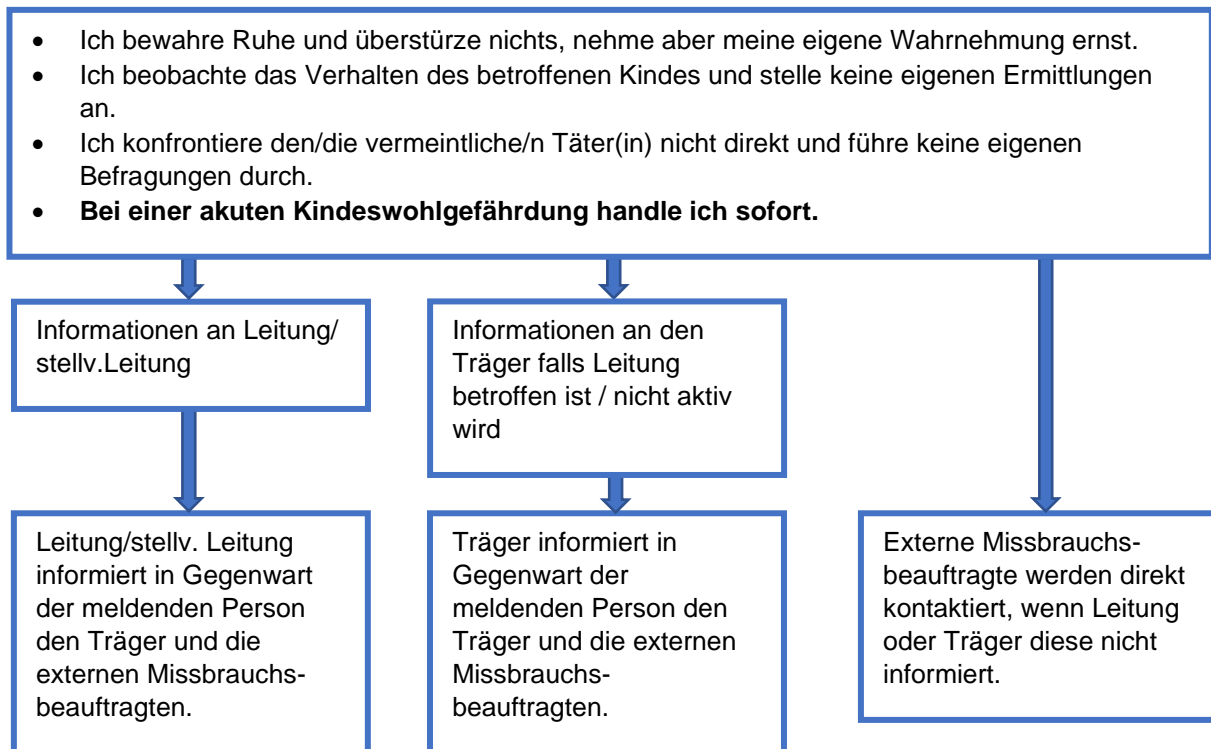 • Ich bewahre Ruhe und überstürze nichts, nehme aber meine eigene Wahrnehmung ernst.
• Ich beobachte das Verhalten des betroffenen Kindes und stelle keine eigenen Ermittlungen
an.
• Ich konfrontiere den/die vermeintliche/n Täter(in) nicht direkt und führe keine eigenen
Befragungen durch.
• Bei einer akuten Kindeswohlgefährdung handle ich sofort.
Informationen an Leitung/
stellv.Leitung
Informationen an den
Träger falls Leitung
betroffen ist / nicht aktiv
wird
Leitung/stellv. Leitung
informiert in Gegenwart
der meldenden Person
den Träger und die
externen Missbrauchs-
beauftragten.
Träger informiert in
Gegenwart der
meldenden Person den
Träger und die externen
Missbrauchs-
beauftragten.
Externe Missbrauchs-
beauftragte werden direkt
kontaktiert, wenn Leitung
oder Träger diese nicht
informiert.